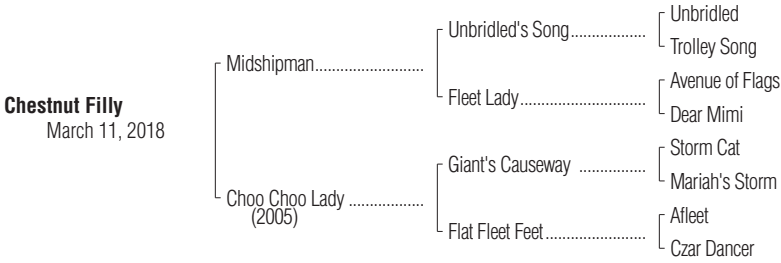 Unbridled
Unbridled's Song......................
Trolley Song
Midshipman..........................
Avenue of Flags
Fleet Lady..............................
Dear Mimi
Chestnut Filly
March 11, 2018
Storm Cat
Giant's Causeway ................
Mariah's Storm
Choo Choo Lady ..................
(2005)
Afleet
Flat Fleet Feet........................
Czar Dancer